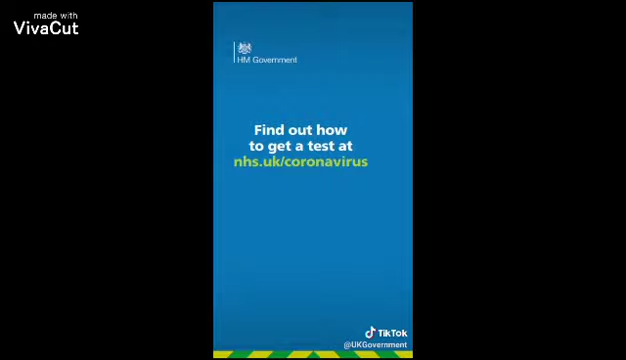 made with
VivaCut
HM Government
Find out how
to get a test at
nhs.uk/coronavirus
TikTok
@UKGovernment